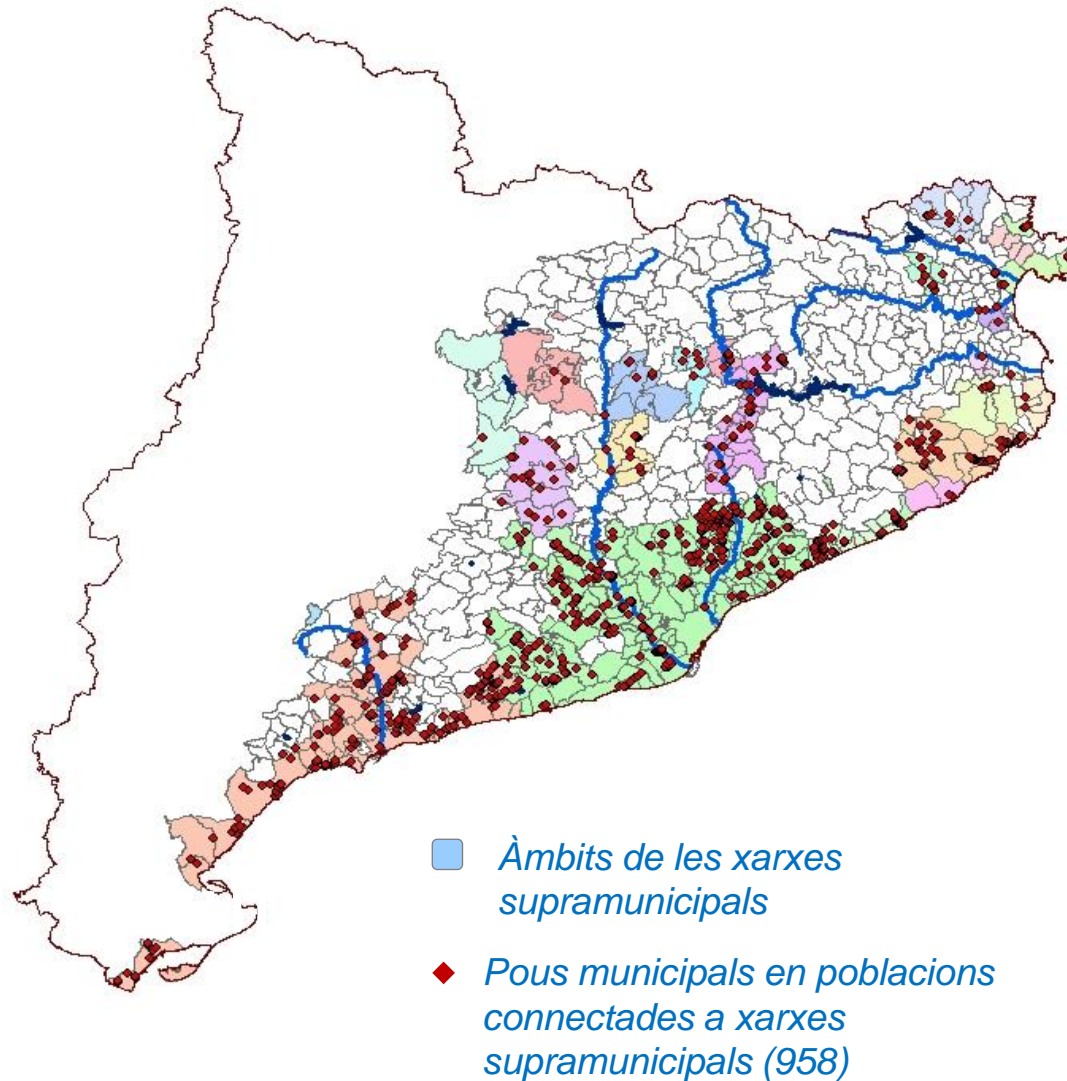 Àmbits de les xarxes
supramunicipals
Pous municipals en poblacions
connectades a xarxes
supramunicipals (958)